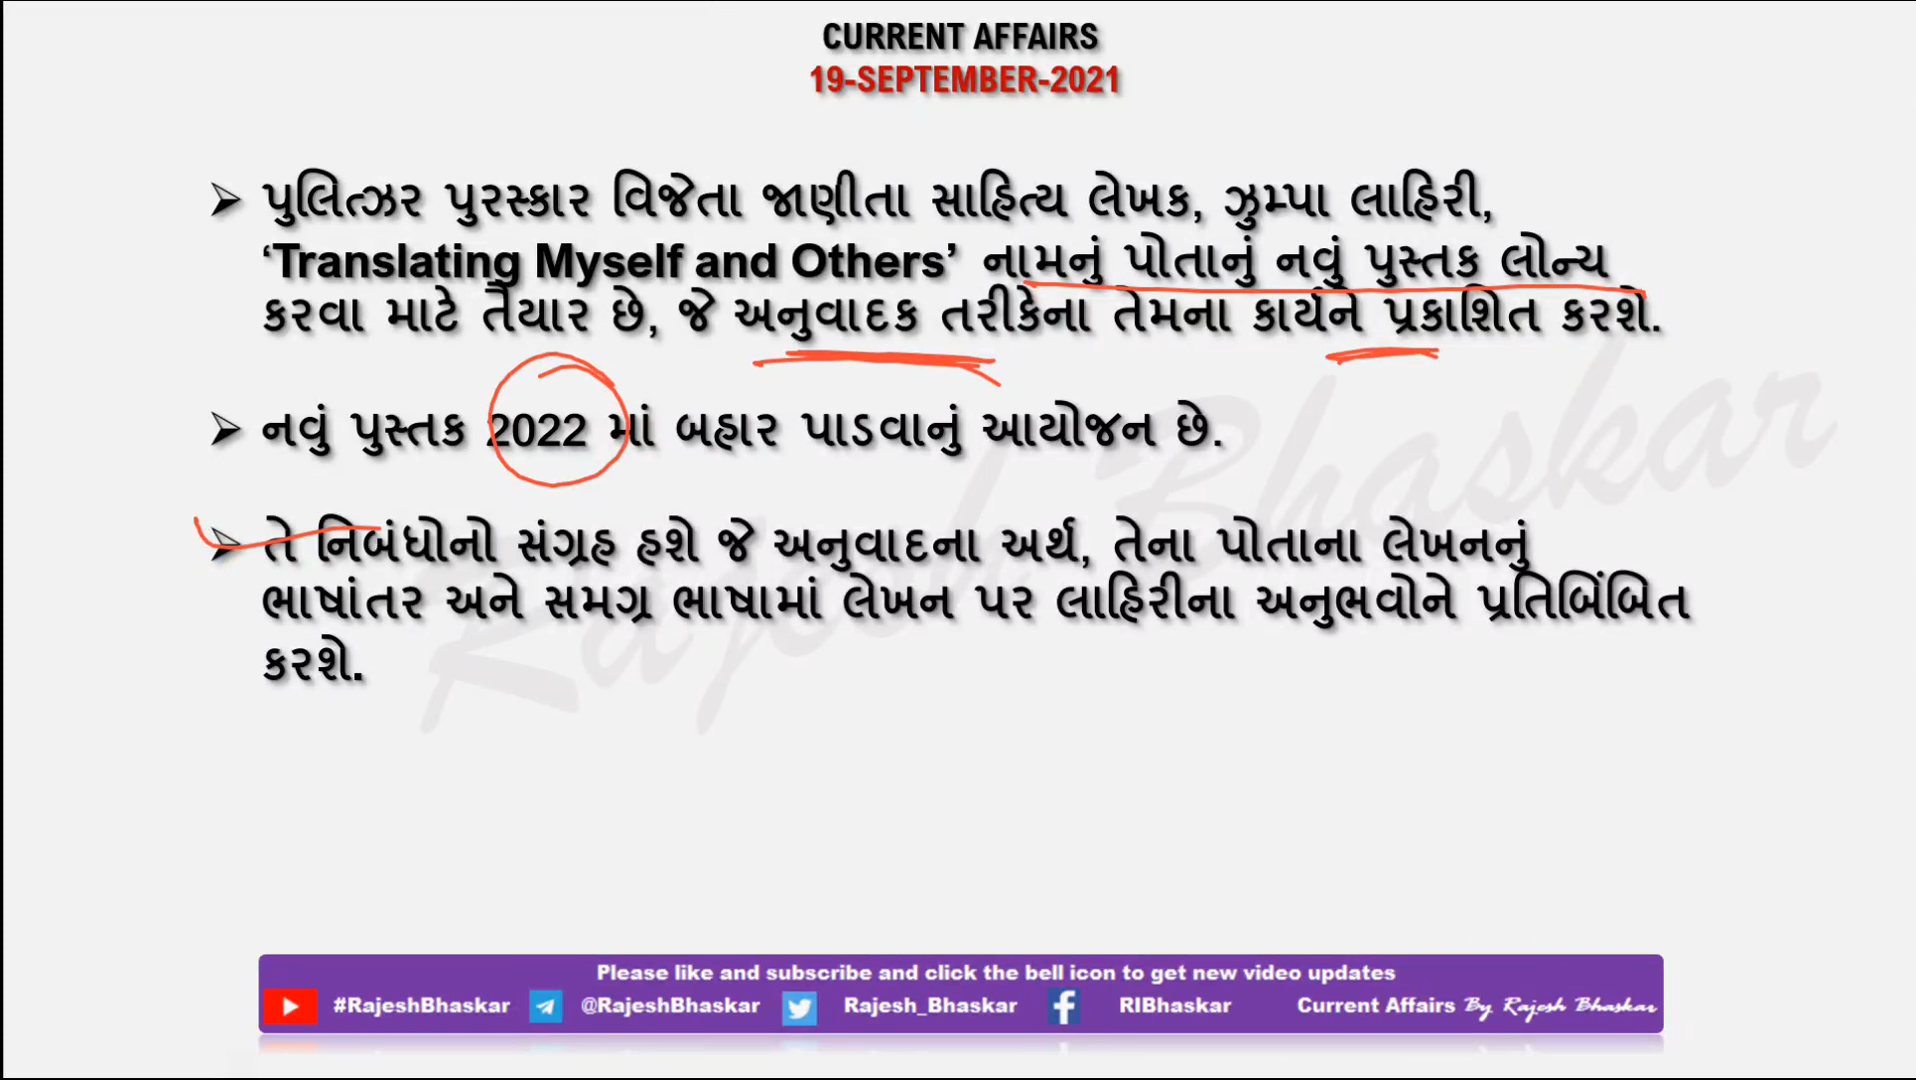 CURRENT AFFAIRS
19-SEPTEMBER-2021
➢ પુલિત્ઝર પુરસ્કાર વિજેતા જાણીતા સાહિત્ય લેખક, ઝુમ્પા લાહિરી,
‘Translating Myself and Others’ નામનું પોતાનું નવું પુસ્તક લોન્ચ
કરવા માટે તૈયાર છે, જે અનુવાદક તરીકેના તેમના કાર્યને પ્રકાશિત કરશે.
➢ નવું પુસ્તક 2022 માં બહાર પાડવાનું આયોજન છે.
➢ તે નિબંધોનો સંગ્રહ હશે જે અનુવાદના અર્થ, તેના પોતાના લેખનનું
ભાષાંતર અને સમગ્ર ભાષામાં લેખન પર લાહિરીના અનુભવોને પ્રતિબિંબિત
કરશે.
Rajesh Bhaskar
Please like and subscribe and click the bell icon to get new video updates
#RajeshBhaskar @RajeshBhaskar Rajesh_Bhaskar RIBhaskar Current Affairs By Rajesh Bhaskar